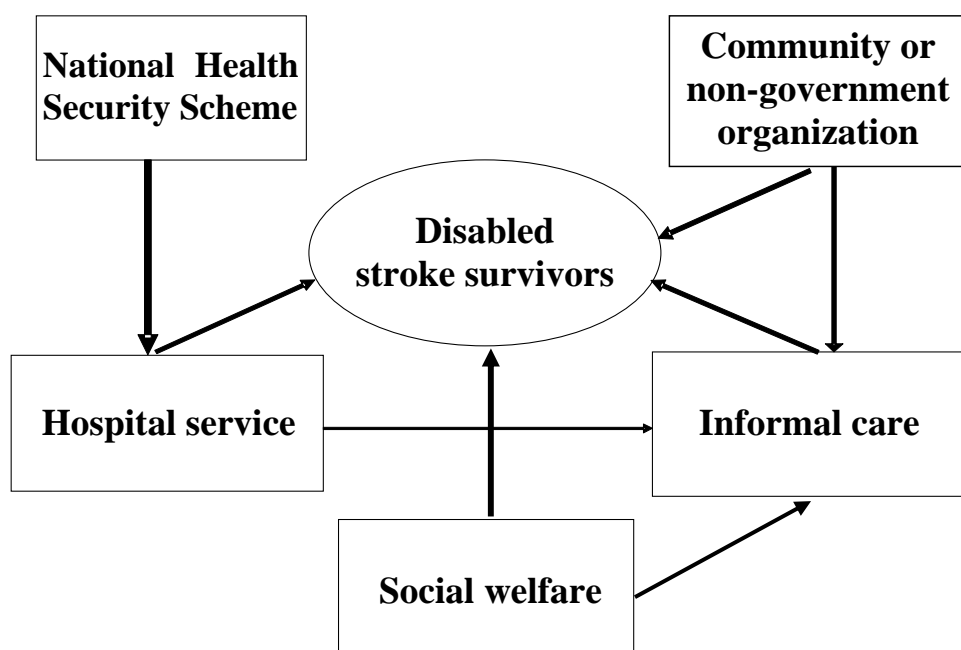 National Health
Security Scheme
Community or
non-government
organization
Disabled
stroke survivors
Hospital service
Informal care
Social welfare